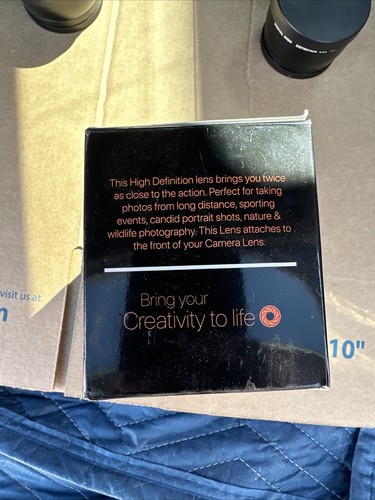 This High Definition lens brings you twice
as close to the action. Perfect for taking
photos from long distance, sporting
events, candid portrait shots, nature &
wildlife photography. This Lens attaches to
the front of your Camera Lens.
Bring your
Creativity to life
visit us at
10"